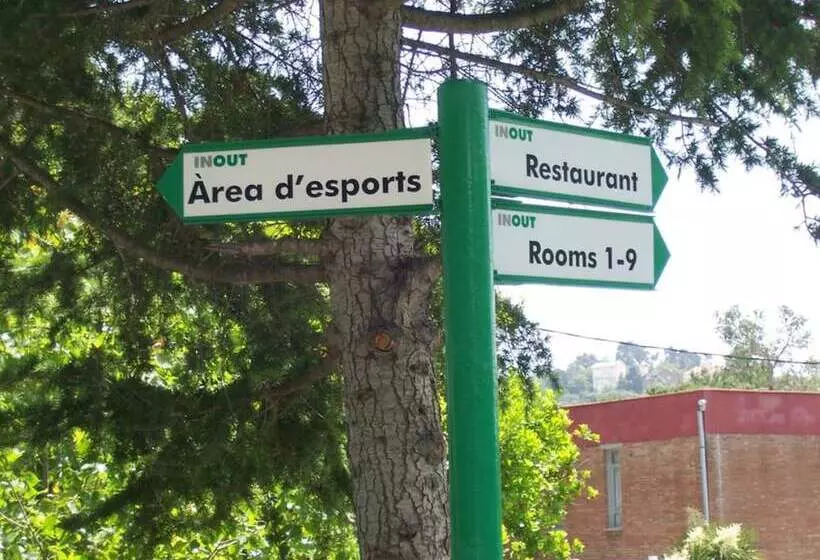 INOUT
Àrea d'esports
INOUT
Restaurant
INOUT
Rooms 1-9